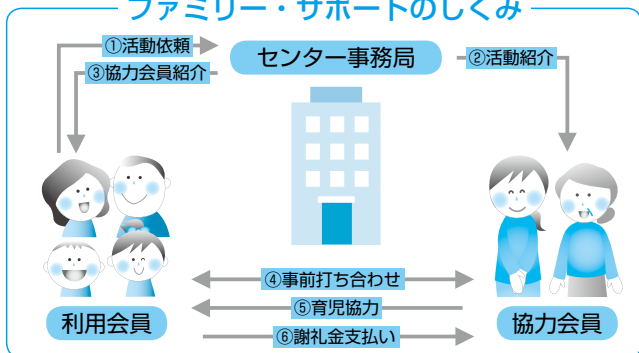 ファミリー・サポートのしくみ
①活動依頼
センター事務局
②活動紹介
③協力会員紹介
④事前打ち合わせ
⑤育児協力
利用会員
協力会員
⑥謝礼金支払い